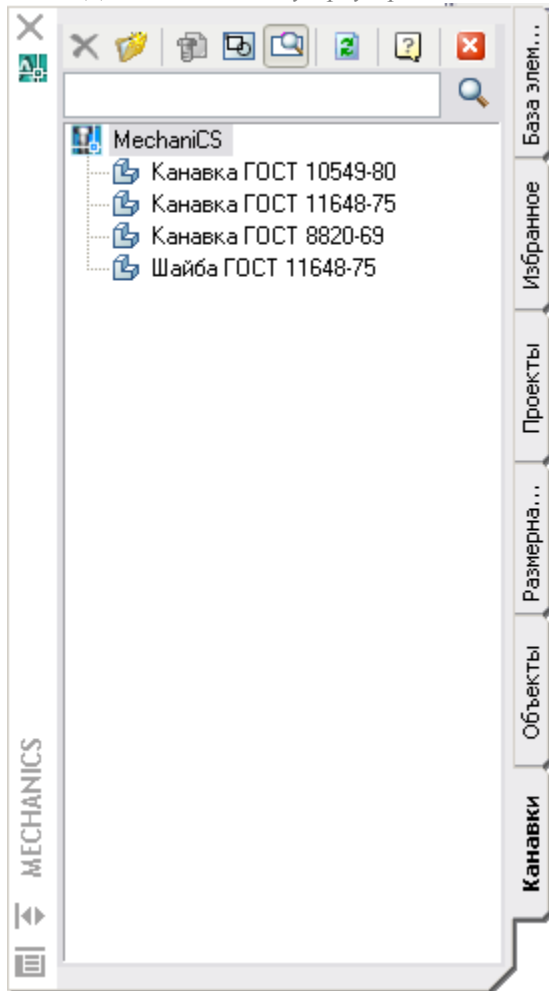 MechaniCS
Канавка ГОСТ 10549-80
Канавка ГОСТ 11648-75
Канавка ГОСТ 8820-69
Шайба ГОСТ 11648-75
База элем...
Избранное
Проекты
Размерна...
Объекты
Канавки
MECHANICS